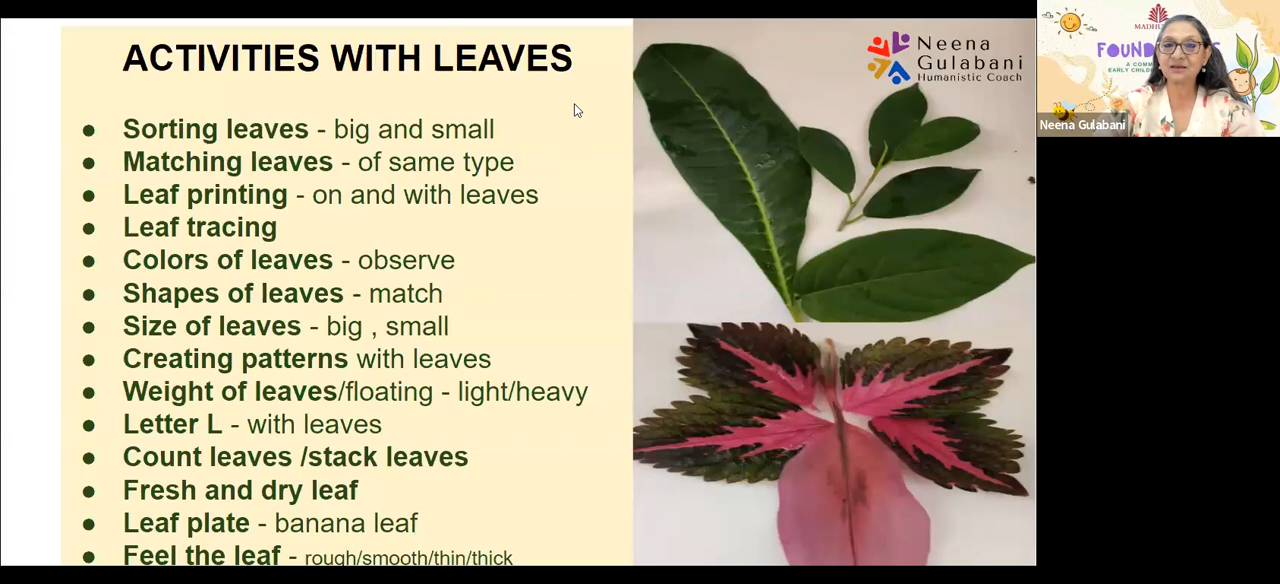 ACTIVITIES WITH LEAVES
● Sorting leaves - big and small
● Matching leaves - of same type
● Leaf printing - on and with leaves
● Leaf tracing
● Colors of leaves - observe
● Shapes of leaves - match
● Size of leaves - big , small
● Creating patterns with leaves
● Weight of leaves/floating - light/heavy
● Letter L - with leaves
● Count leaves /stack leaves
● Fresh and dry leaf
● Leaf plate - banana leaf
● Feel the leaf - rough/smooth/thin/thick
Neena
Gulabani
Humanistic Coach
Neena Gulabani